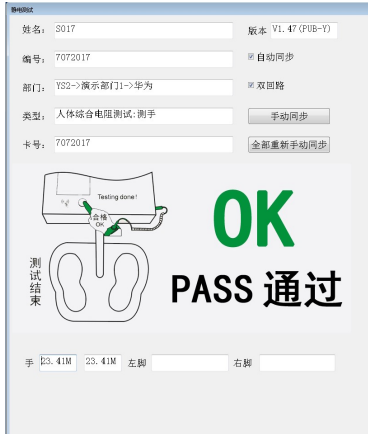 静电测试
姓名: S017 版本 V1.47(PUB-Y)
编号: 7072017 自动同步
部门: YS2->演示部门1->华为 双回路
类型: 人体综合电阻测试:测手 手动同步
卡号: 7072017 全部重新手动同步
Testing done!
合格
OK
测试结束
OK
PASS 通过
手 23.41M 23.41M 左脚 右脚